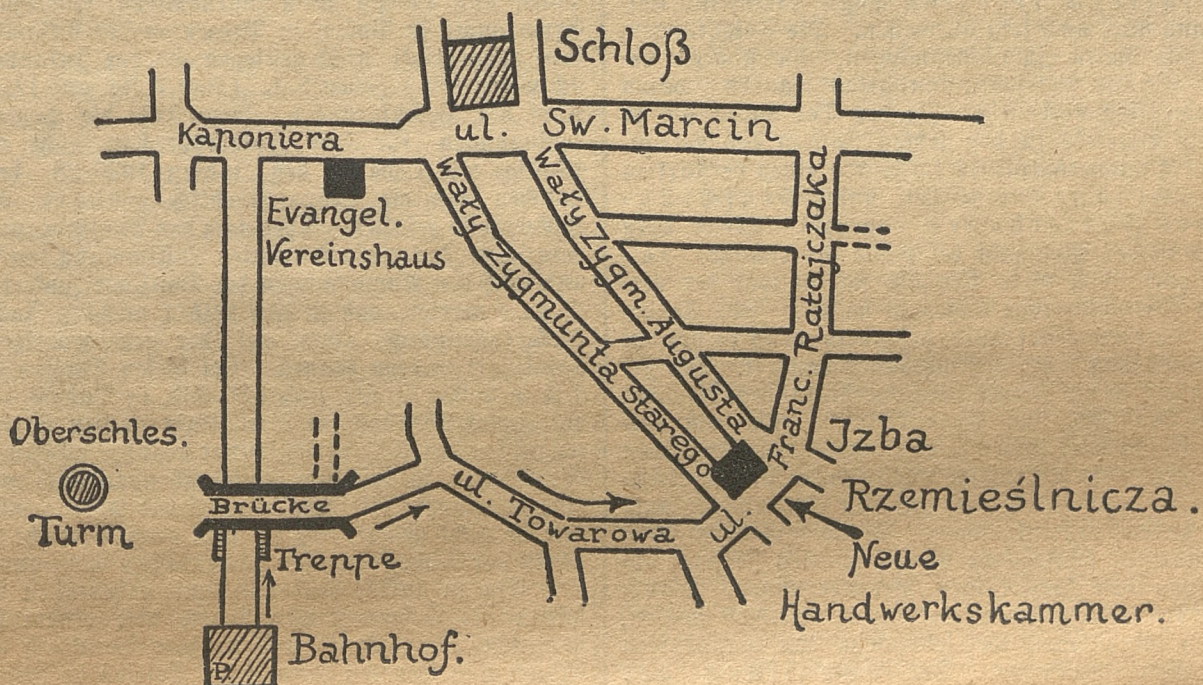 Schloß
Kaponiera
ul. Sw. Marcin
Evangel.
Vereinshaus
Wały Zygmunta Starego
Wały Zygm. Augusta
ul. Franc. Ratajczaka
Oberschles.
Turm
Brücke
ul. Towarowa
Jzba
Rzemieślnicza.
Neue
Handwerkskammer.
Treppe
Bahnhof.
P.